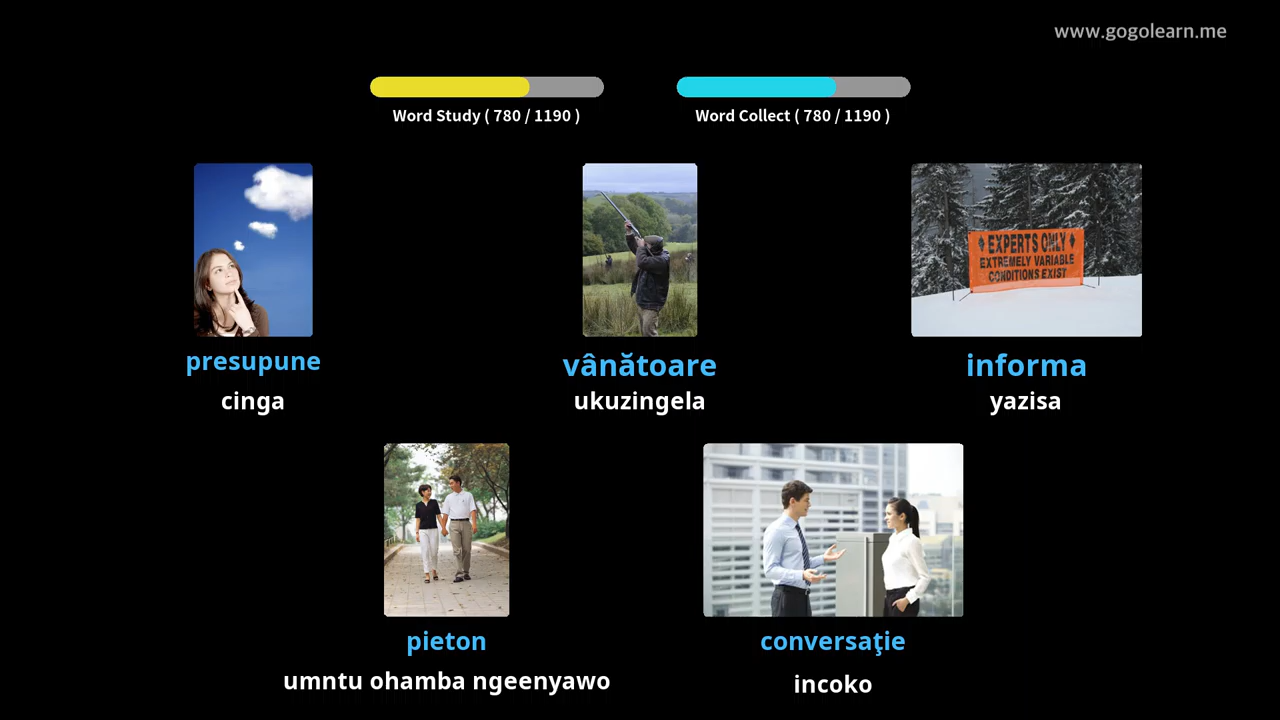 www.gogolearn.me
Word Study ( 780 / 1190 )
Word Collect ( 780 / 1190 )
EXPERTS ONLY
EXTREMELY VARIABLE
CONDITIONS EXIST
presupune
vânătoare
informa
cinga
ukuzingela
yazisa
pieton
conversaţie
umntu ohamba ngeenyawo
incoko